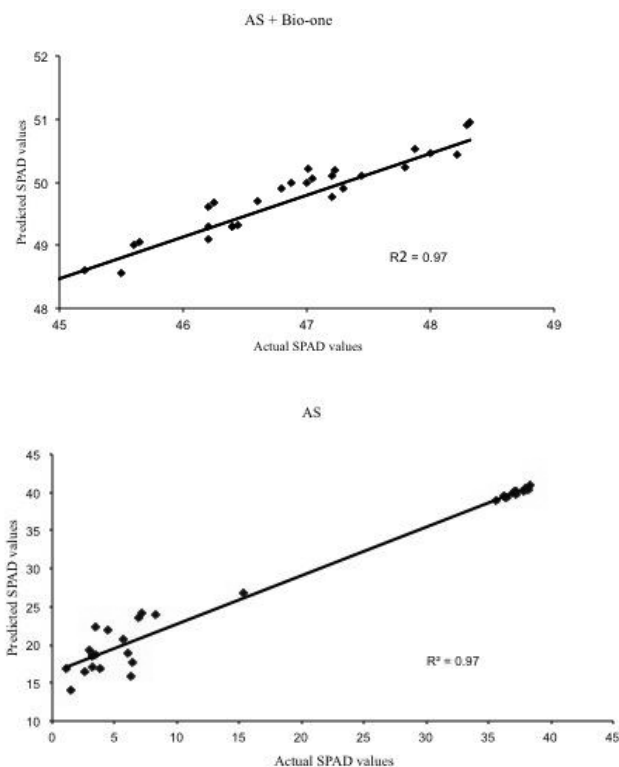 AS + Bio-one
52
51
50
49
48
Predicted SPAD values
R2 = 0.97
45 46 47 48 49
Actual SPAD values
AS
45
40
35
30
25
20
15
10
Predicted SPAD values
R² = 0.97
0 5 10 15 20 25 30 35 40 45
Actual SPAD values